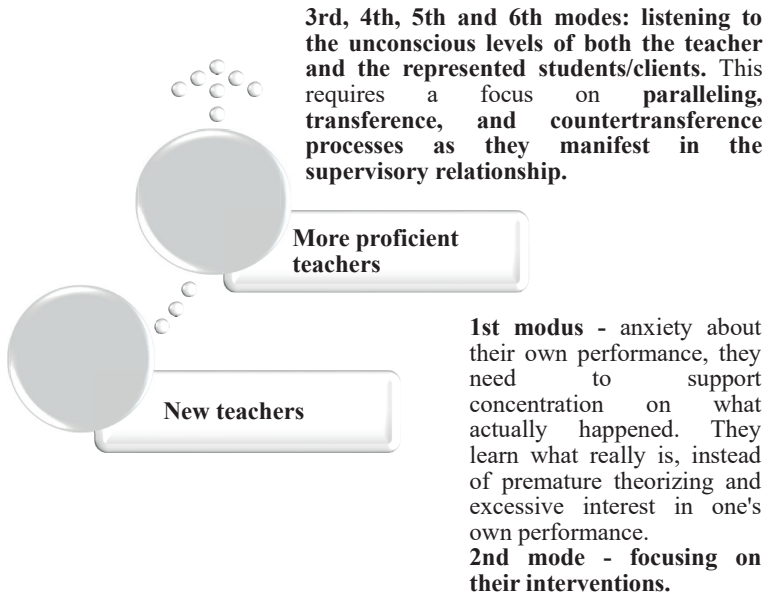 3rd, 4th, 5th and 6th modes: listening to
the unconscious levels of both the teacher
and the represented students/clients. This
requires a focus on paralleling,
transference, and countertransference
processes as they manifest in the
supervisory relationship.
More proficient
teachers
1st modus - anxiety about
their own performance, they
need to support
concentration on what
actually happened. They
learn what really is, instead
of premature theorizing and
excessive interest in one's
own performance.
2nd mode - focusing on
their interventions.
New teachers